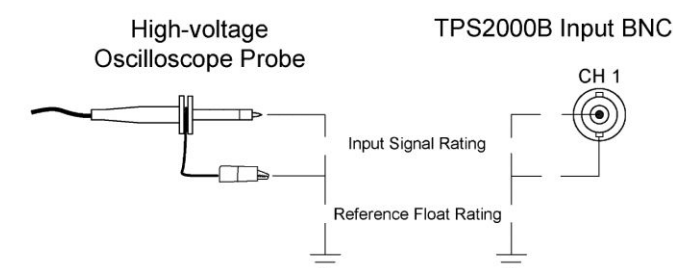 High-voltage
Oscilloscope Probe
TPS2000B Input BNC
CH 1
Input Signal Rating
Reference Float Rating